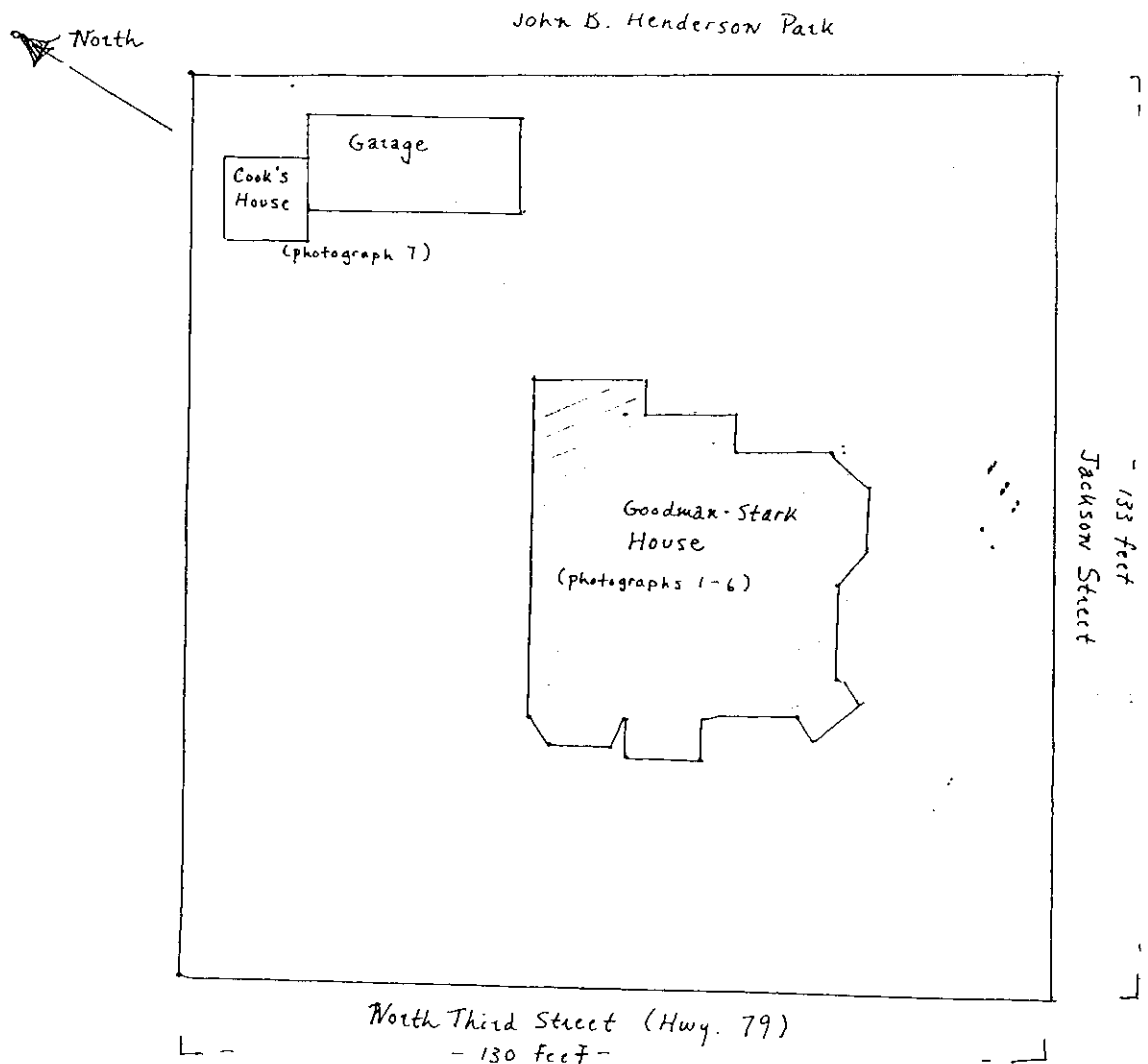 John B. Henderson Park
North
Garage
Cook's
House
(photograph 7)
Goodman-Stark
House
(photographs 1-6)
- 133 feet
Jackson Street
North Third Street (Hwy. 79)
- 130 feet -